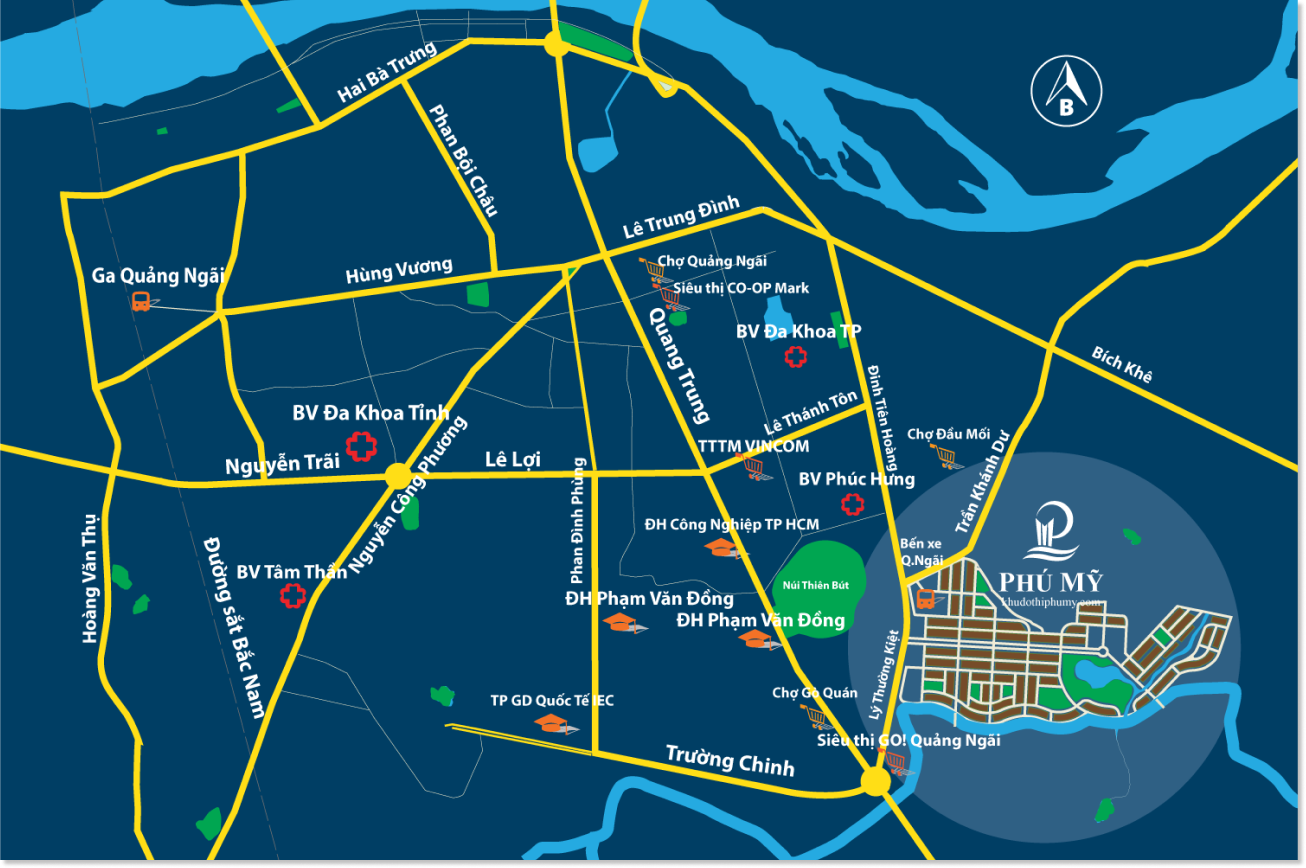 Hai Bà Trưng
B
Phan Bội Châu
Lê Trung Đình
Chợ Quảng Ngãi
Ga Quảng Ngãi
Hùng Vương
Siêu thị CO-OP Mark
Quang Trung
BV Đa Khoa TP
Bích Khê
Đinh Tiên Hoàng
BV Đa Khoa Tỉnh
Lê Thánh Tôn
Chợ Đầu Mối
TTTM VINCOM
Trần Khánh Dư
Nguyễn Trãi
Lê Lợi
Nguyễn Công Phương
Phan Đình Phùng
BV Phúc Hưng
ĐH Công Nghiệp TP HCM
Hoàng Văn Thụ
Đường sắt Bắc Nam
BV Tâm Thần
Bến xe
Q.Ngãi
PHÚ MỸ
khudothiphumy.com
Núi Thiên Bút
ĐH Phạm Văn Đồng
ĐH Phạm Văn Đồng
Lý Thường Kiệt
TP GD Quốc Tế IEC
Chợ Gò Quán
Siêu thị GO! Quảng Ngãi
Trường Chinh